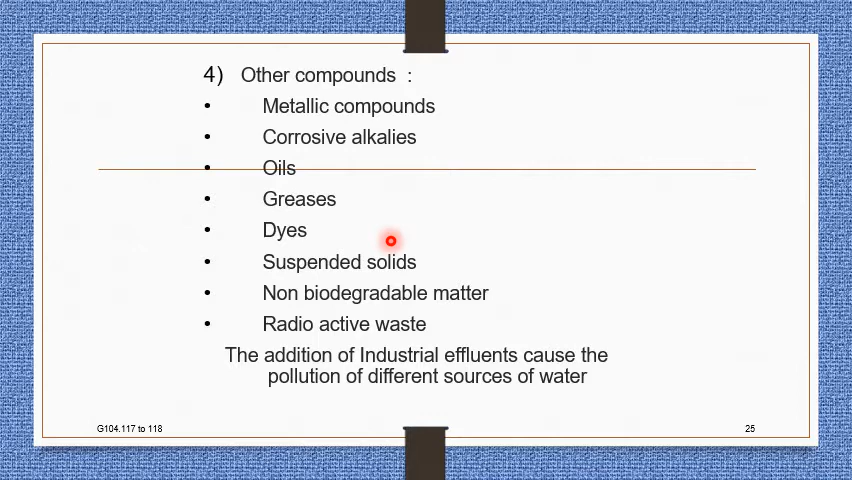 4) Other compounds :
• Metallic compounds
• Corrosive alkalies
• Oils
• Greases
• Dyes
• Suspended solids
• Non biodegradable matter
• Radio active waste
The addition of Industrial effluents cause the
pollution of different sources of water
G104.117 to 118
25